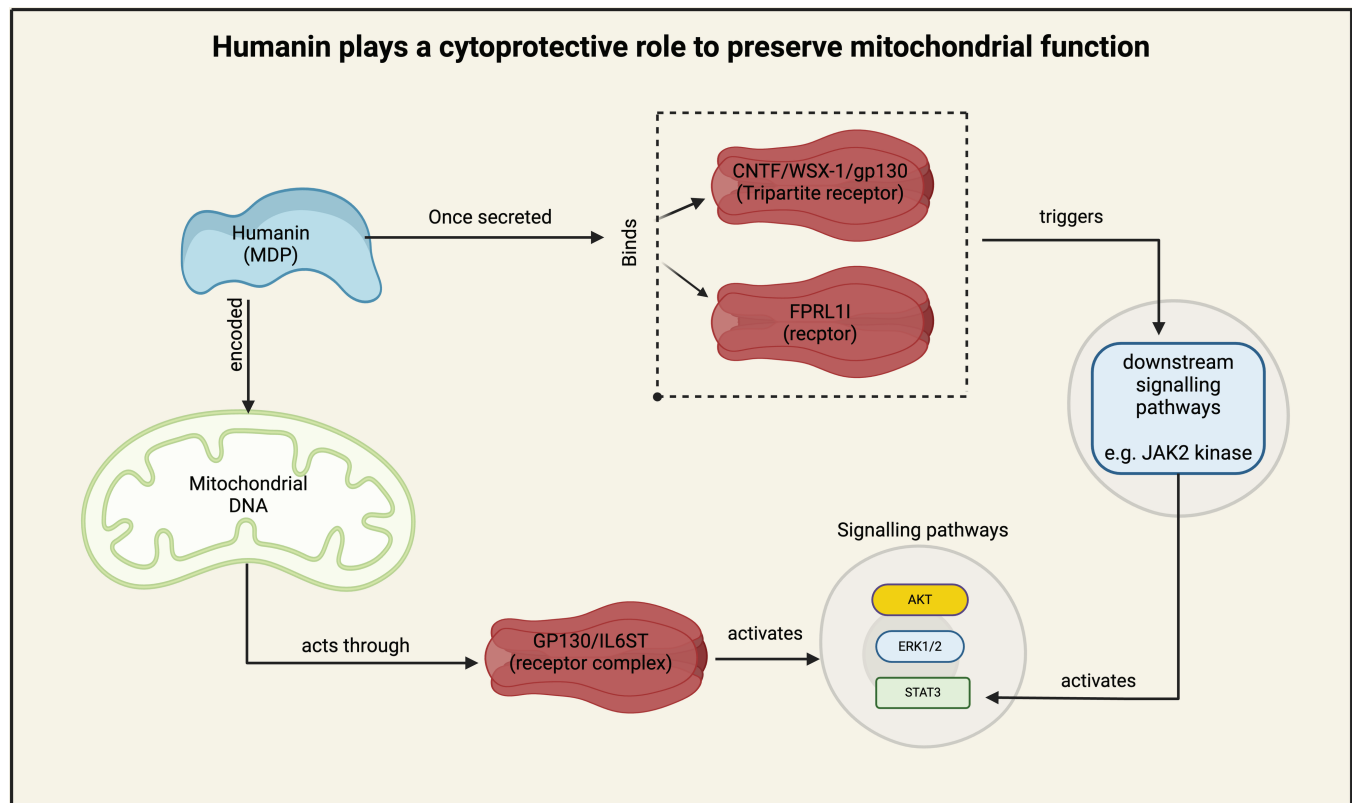 Humanin plays a cytoprotective role to preserve mitochondrial function
Humanin
(MDP)
Once secreted
Binds
CNTF/WSX-1/gp130
(Tripartite receptor)
FPRL1I
(recptor)
triggers
downstream
signalling
pathways
e.g. JAK2 kinase
encoded
Mitochondrial
DNA
acts through
GP130/IL6ST
(receptor complex)
activates
Signalling pathways
AKT
ERK1/2
STAT3
activates